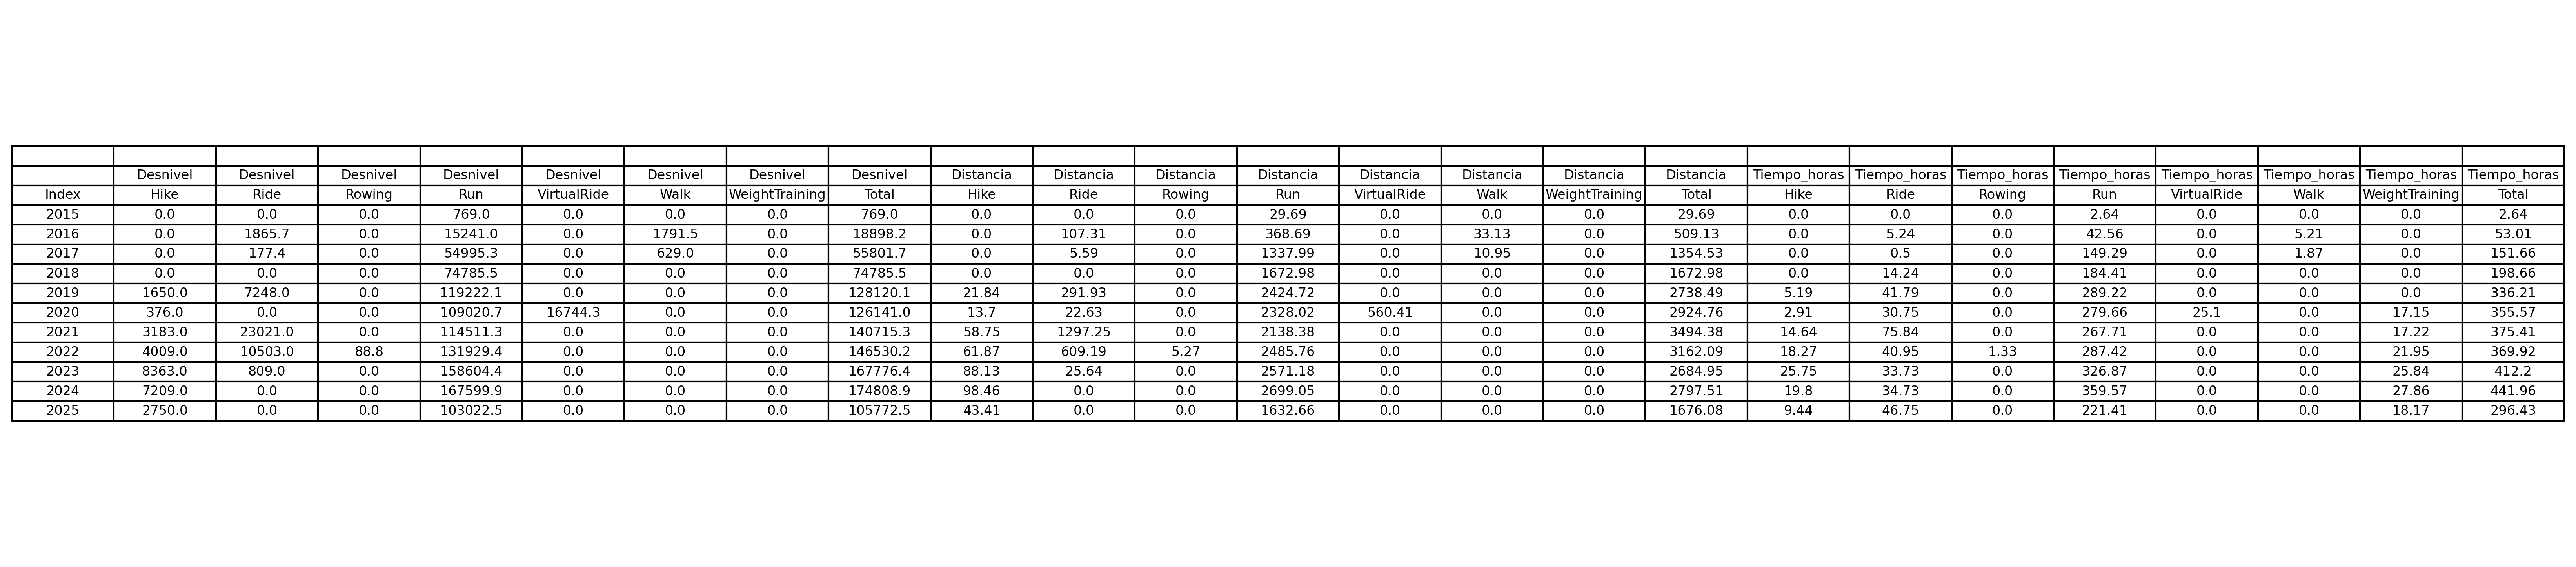 Desnivel Desnivel Desnivel Desnivel Desnivel Desnivel Desnivel Desnivel Distancia Distancia Distancia Distancia Distancia Distancia Distancia Distancia Tiempo_horas Tiempo_horas Tiempo_horas Tiempo_horas Tiempo_horas Tiempo_horas Tiempo_horas Tiempo_horas
Index Hike Ride Rowing Run VirtualRide Walk WeightTraining Total Hike Ride Rowing Run VirtualRide Walk WeightTraining Total Hike Ride Rowing Run VirtualRide Walk WeightTraining Total
2015 0.0 0.0 0.0 769.0 0.0 0.0 0.0 769.0 0.0 0.0 0.0 29.69 0.0 0.0 0.0 29.69 0.0 0.0 0.0 2.64 0.0 0.0 0.0 2.64
2016 0.0 1865.7 0.0 15241.0 0.0 1791.5 0.0 18898.2 0.0 107.31 0.0 368.69 0.0 33.13 0.0 509.13 0.0 5.24 0.0 42.56 0.0 5.21 0.0 53.01
2017 0.0 177.4 0.0 54995.3 0.0 629.0 0.0 55801.7 0.0 5.59 0.0 1337.99 0.0 10.95 0.0 1354.53 0.0 0.5 0.0 149.29 0.0 1.87 0.0 151.66
2018 0.0 0.0 0.0 74785.5 0.0 0.0 0.0 74785.5 0.0 0.0 0.0 1672.98 0.0 0.0 0.0 1672.98 0.0 14.24 0.0 184.41 0.0 0.0 0.0 198.66
2019 1650.0 7248.0 0.0 119222.1 0.0 0.0 0.0 128120.1 21.84 291.93 0.0 2424.72 0.0 0.0 0.0 2738.49 5.19 41.79 0.0 289.22 0.0 0.0 0.0 336.21
2020 376.0 0.0 0.0 109020.7 16744.3 0.0 0.0 126141.0 13.7 22.63 0.0 2328.02 560.41 0.0 0.0 2924.76 2.91 30.75 0.0 279.66 25.1 0.0 17.15 355.57
2021 3183.0 23021.0 0.0 114511.3 0.0 0.0 0.0 140715.3 58.75 1297.25 0.0 2138.38 0.0 0.0 0.0 3494.38 14.64 75.84 0.0 267.71 0.0 0.0 17.22 375.41
2022 4009.0 10503.0 88.8 131929.4 0.0 0.0 0.0 146530.2 61.87 609.19 5.27 2485.76 0.0 0.0 0.0 3162.09 18.27 40.95 1.33 287.42 0.0 0.0 21.95 369.92
2023 8363.0 809.0 0.0 158604.4 0.0 0.0 0.0 167776.4 88.13 25.64 0.0 2571.18 0.0 0.0 0.0 2684.95 25.75 33.73 0.0 326.87 0.0 0.0 25.84 412.2
2024 7209.0 0.0 0.0 167599.9 0.0 0.0 0.0 174808.9 98.46 0.0 0.0 2699.05 0.0 0.0 0.0 2797.51 19.8 34.73 0.0 359.57 0.0 0.0 27.86 441.96
2025 2750.0 0.0 0.0 103022.5 0.0 0.0 0.0 105772.5 43.41 0.0 0.0 1632.66 0.0 0.0 0.0 1676.08 9.44 46.75 0.0 221.41 0.0 0.0 18.17 296.43